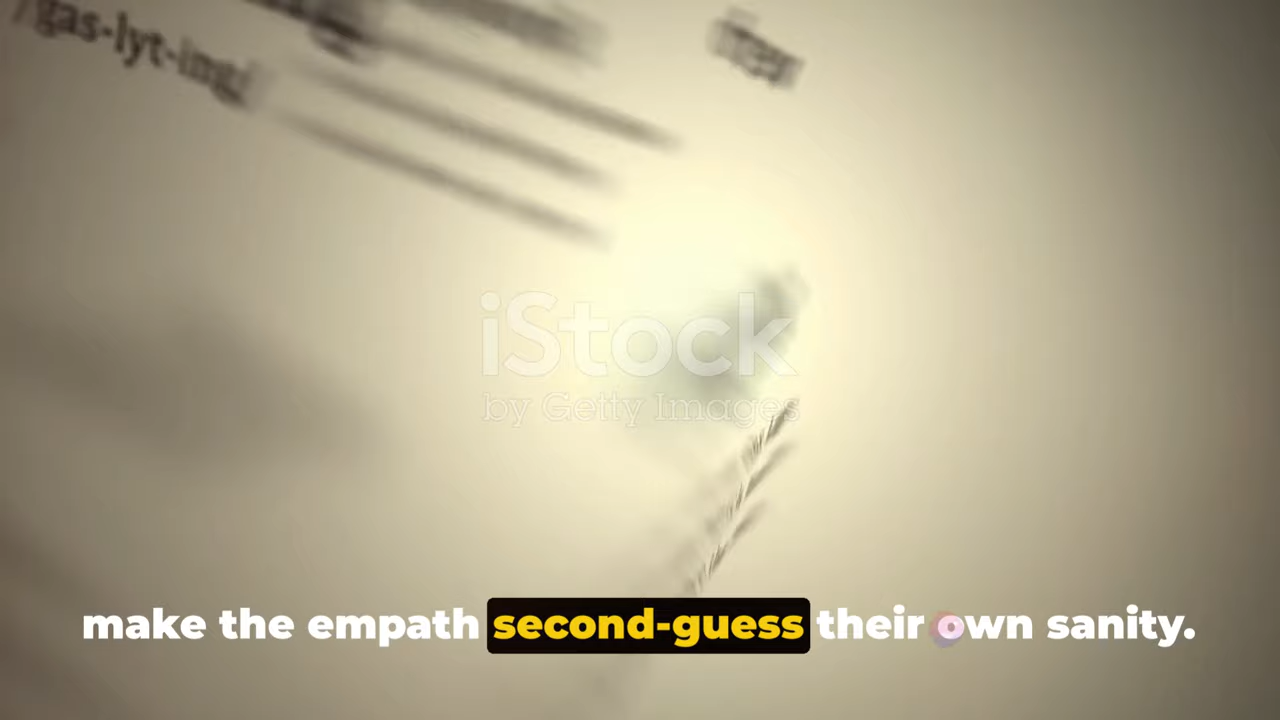 /gas-lyt-ing/
iStock
by Getty Images
make the empath second-guess their own sanity.